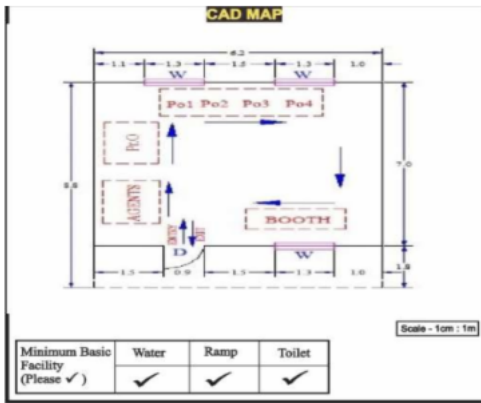 CAD MAP
6.2
1.1 1.3 1.5 1.3 1.0
W W
Po1 Po2 Po3 Po4
P.O
7.0
8.8
AGENTS
BOOTH
ENTRY EXIT
D W
1.5 0.9 1.5 1.3 1.0
1.8
Scale - 1cm : 1m
Minimum Basic Water Ramp Toilet
Facility
(Please ✓) ✓ ✓ ✓